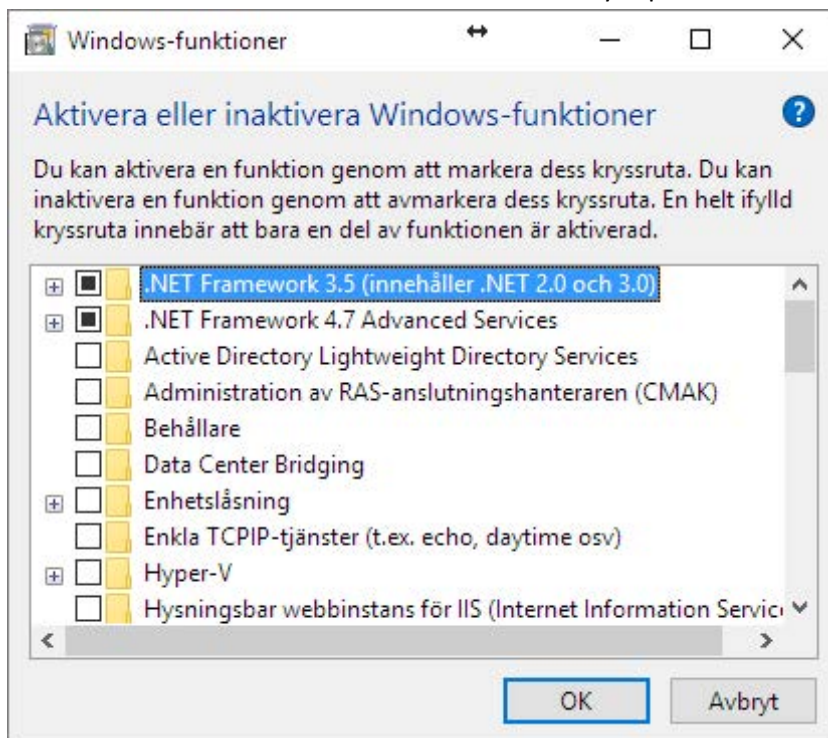 Windows-funktioner
Aktivera eller inaktivera Windows-funktioner
Du kan aktivera en funktion genom att markera dess kryssruta. Du kan
inaktivera en funktion genom att avmarkera dess kryssruta. En helt ifylld
kryssruta innebär att bara en del av funktionen är aktiverad.
.NET Framework 3.5 (innehåller .NET 2.0 och 3.0)
.NET Framework 4.7 Advanced Services
Active Directory Lightweight Directory Services
Administration av RAS-anslutningshanteraren (CMAK)
Behållare
Data Center Bridging
Enhetslåsning
Enkla TCPIP-tjänster (t.ex. echo, daytime osv)
Hyper-V
Hysningsbar webbinstans för IIS (Internet Information
OK Avbryt